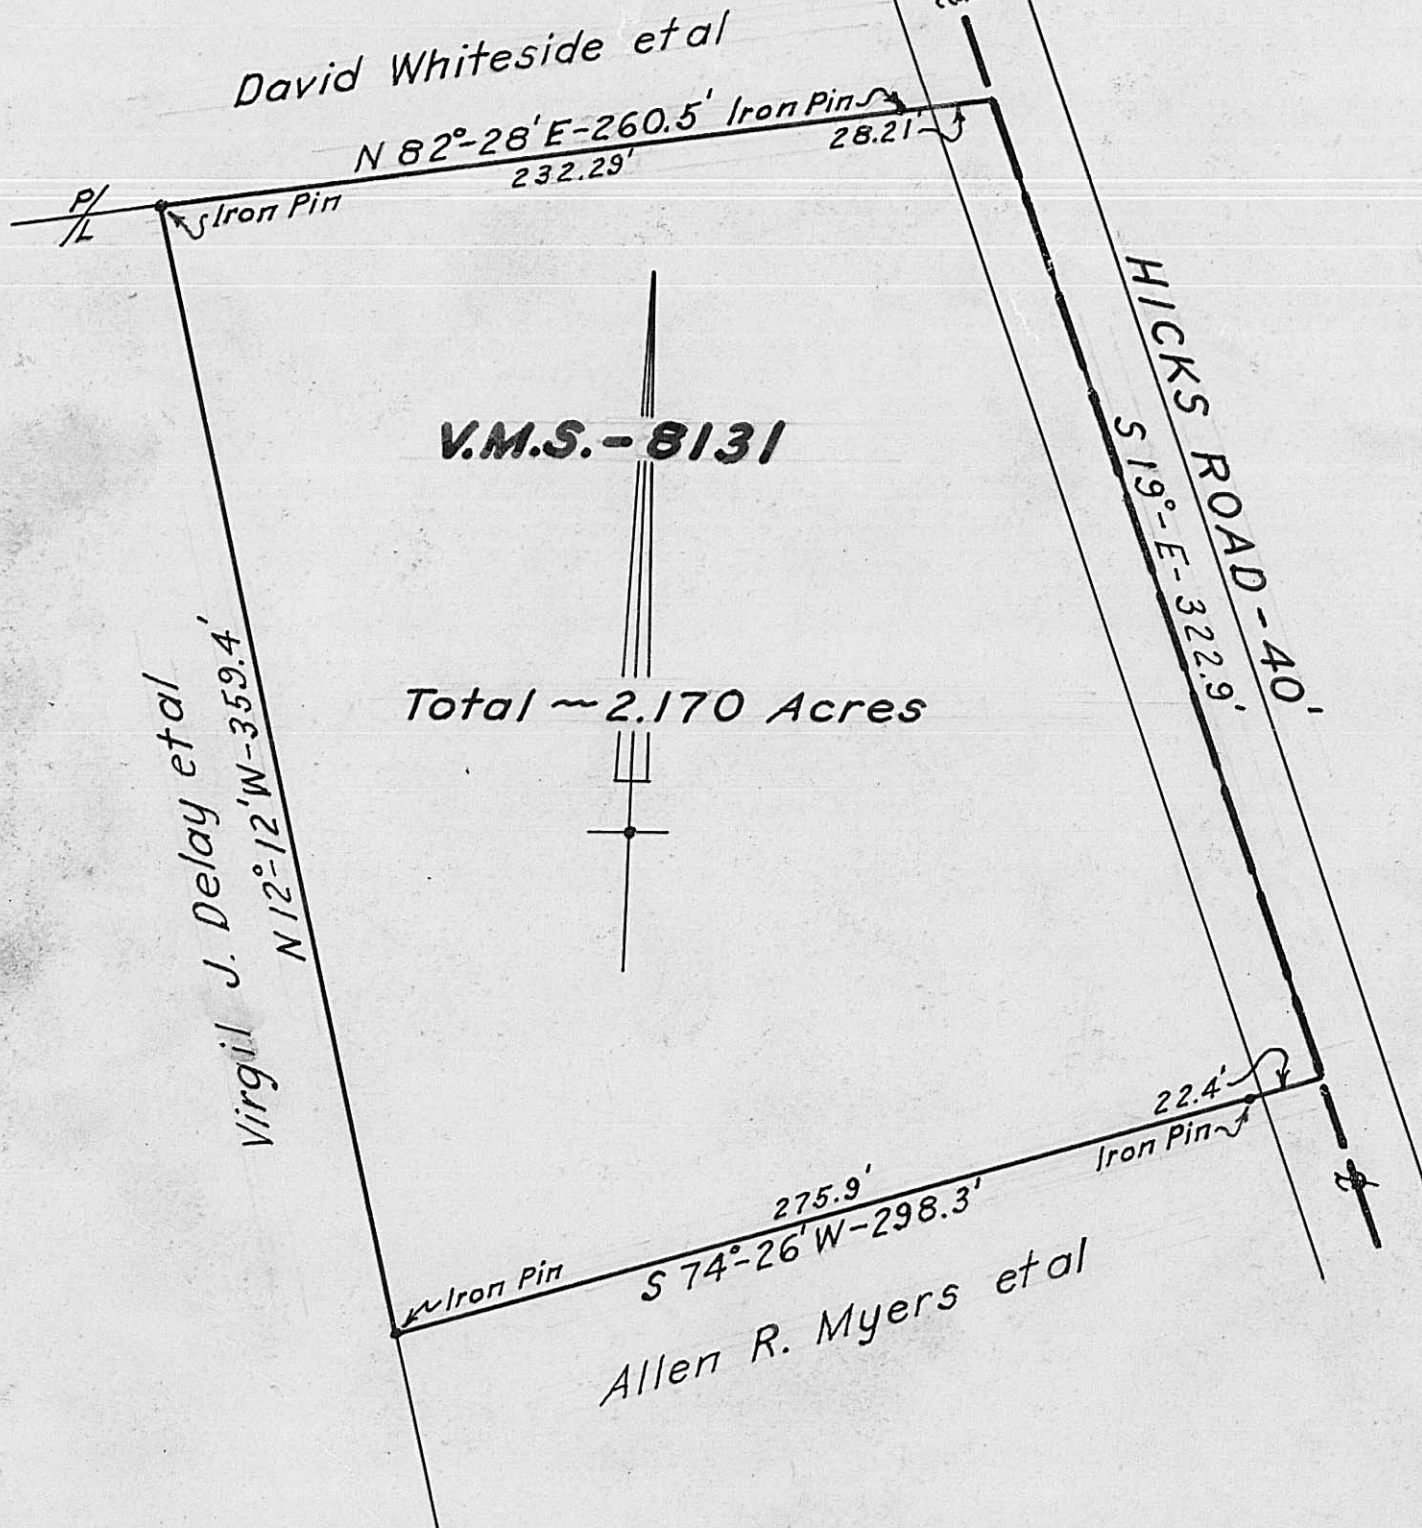 David Whiteside et al
N 82°-28' E-260.5' Iron Pin
28.21'
232.29'
P/L
Iron Pin
HICKS ROAD - 40'
V.M.S.-8131
S 19°-E-322.9'
Total ~ 2.170 Acres
Virgil J. Delay et al
N 12°-12' W-359.4'
22.4'
Iron Pin
275.9'
S 74°-26' W-298.3'
Iron Pin
Allen R. Myers et al